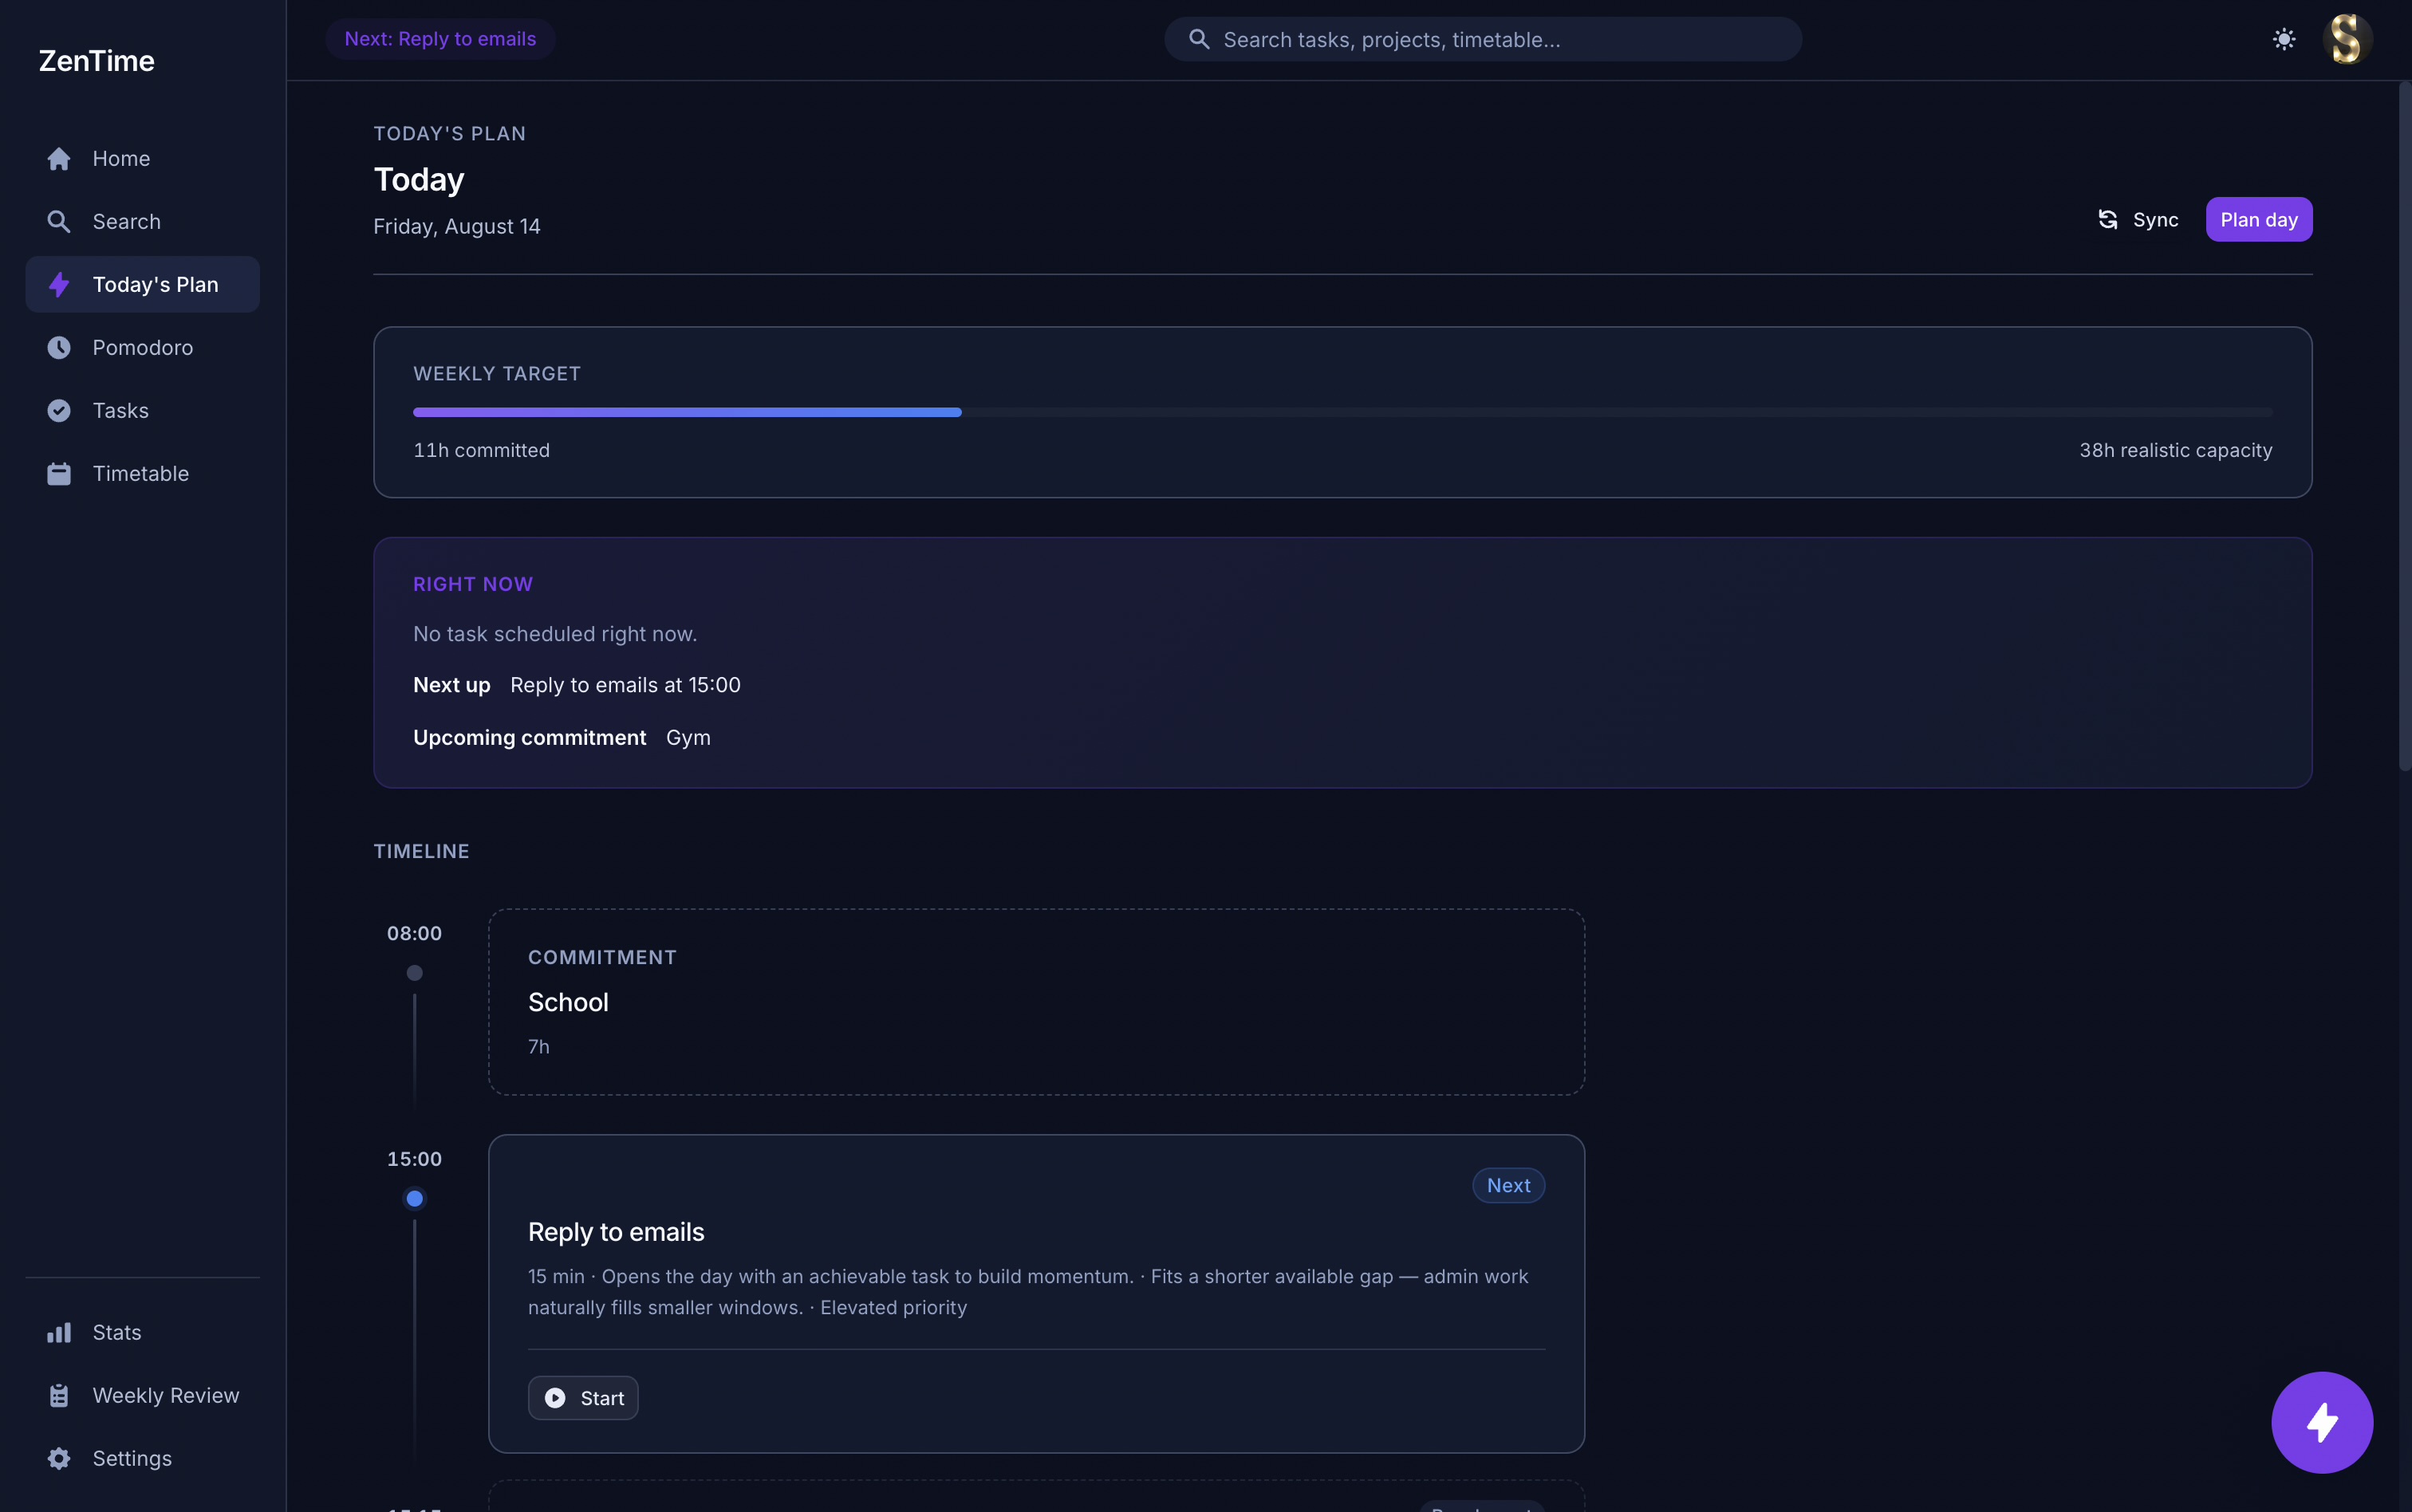 ZenTime
Home
Search
Today's Plan
Pomodoro
Tasks
Timetable
Stats
Weekly Review
Settings
Next: Reply to emails
Search tasks, projects, timetable...
S
TODAY'S PLAN
Today
Friday, August 14
Sync
Plan day
WEEKLY TARGET
11h committed
38h realistic capacity
RIGHT NOW
No task scheduled right now.
Next up Reply to emails at 15:00
Upcoming commitment Gym
TIMELINE
08:00
COMMITMENT
School
7h
15:00
Next
Reply to emails
15 min · Opens the day with an achievable task to build momentum. · Fits a shorter available gap — admin work
naturally fills smaller windows. · Elevated priority
Start